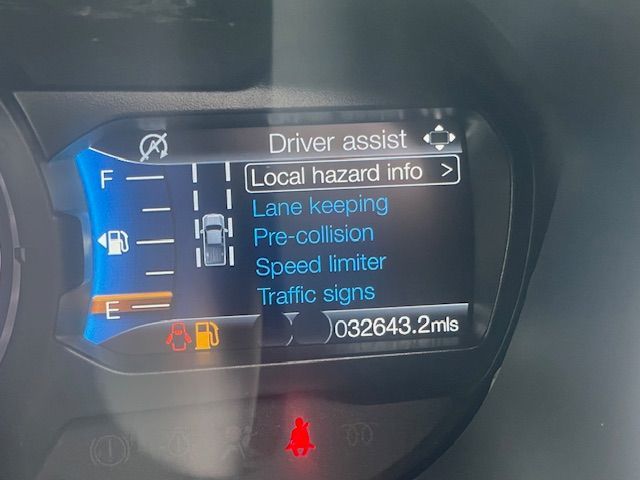 Driver assist
F
Local hazard info >
Lane keeping
Pre-collision
Speed limiter
Traffic signs
E
032643.2mls